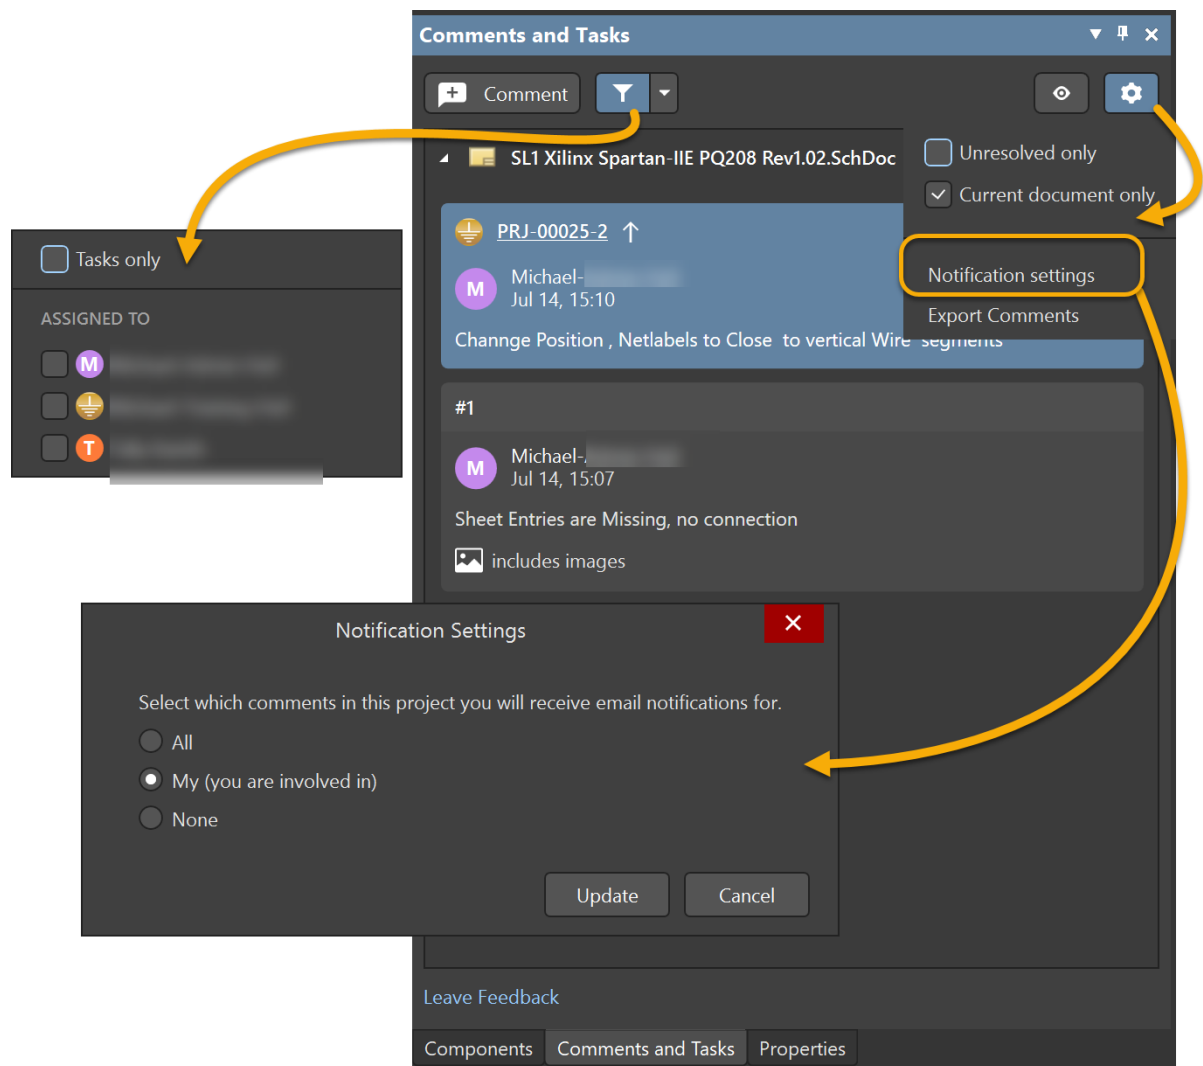 Comments and Tasks
Comment
SL1 Xilinx Spartan-IIE PQ208 Rev1.02.SchDoc
Unresolved only
Current document only
Notification settings
Export Comments
PRJ-00025-2
M
Michael-
Jul 14, 15:10
Channge Position , Netlabels to Close to vertical Wire segments
Tasks only
ASSIGNED TO
M
T
#1
M
Michael-
Jul 14, 15:07
Sheet Entries are Missing, no connection
includes images
Notification Settings
Select which comments in this project you will receive email notifications for.
All
My (you are involved in)
None
Update
Cancel
Leave Feedback
Components
Comments and Tasks
Properties